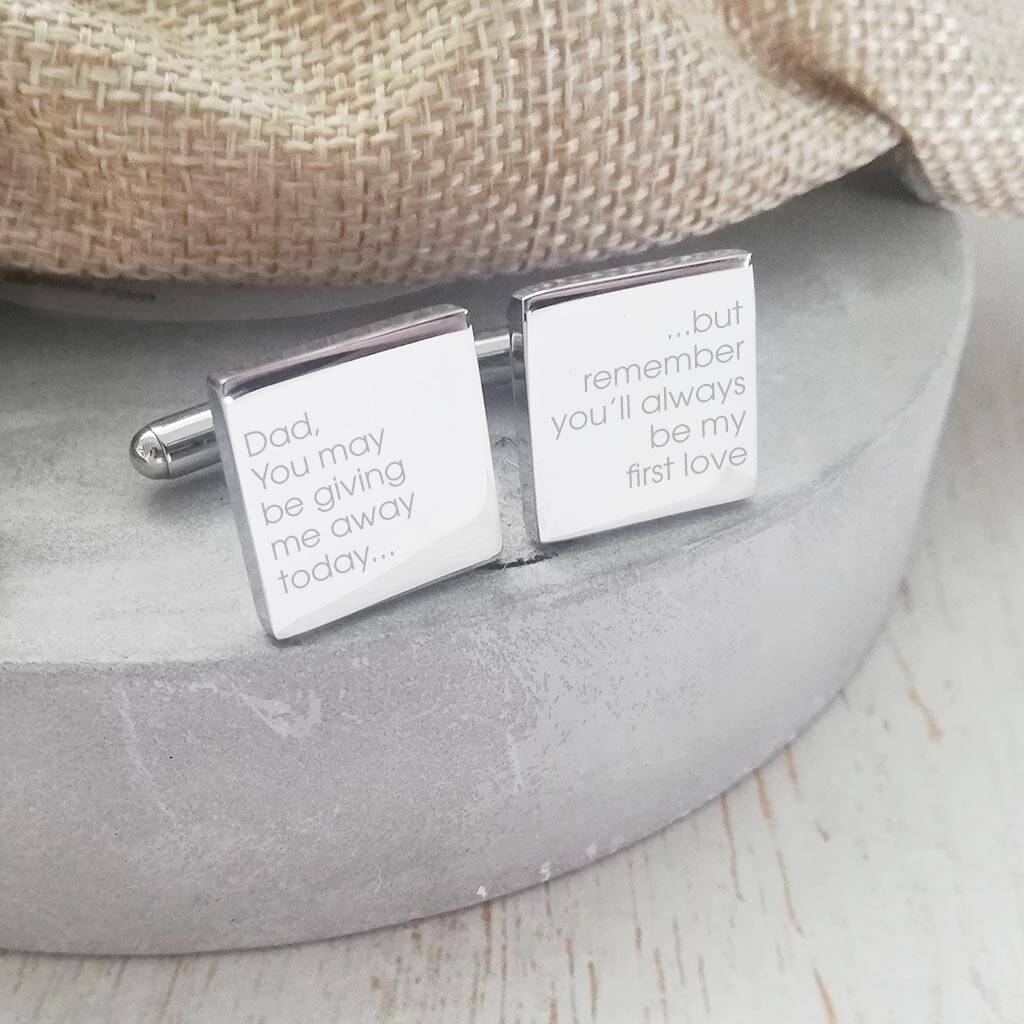 Dad,
You may
be giving
me away
today...
...but
remember
you'll always
be my
first love